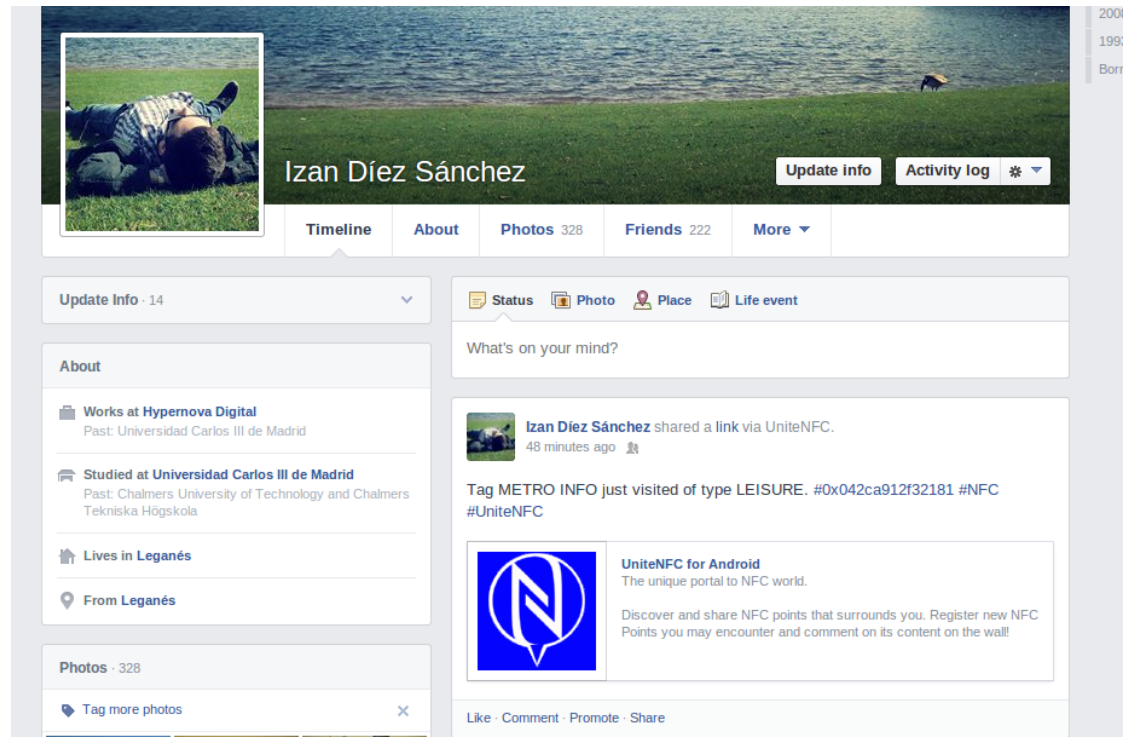 2008
1993
Born
Izan Díez Sánchez
Update info
Activity log
Timeline
About
Photos 328
Friends 222
More
Update Info · 14
About
Works at Hypernova Digital
Past: Universidad Carlos III de Madrid
Studied at Universidad Carlos III de Madrid
Past: Chalmers University of Technology and Chalmers
Tekniska Högskola
Lives in Leganés
From Leganés
Photos · 328
Tag more photos
Status
Photo
Place
Life event
What's on your mind?
Izan Díez Sánchez shared a link via UniteNFC.
48 minutes ago
Tag METRO INFO just visited of type LEISURE. #0x042ca912f32181 #NFC
#UniteNFC
UniteNFC for Android
The unique portal to NFC world.
Discover and share NFC points that surrounds you. Register new NFC
Points you may encounter and comment on its content on the wall!
Like · Comment · Promote · Share